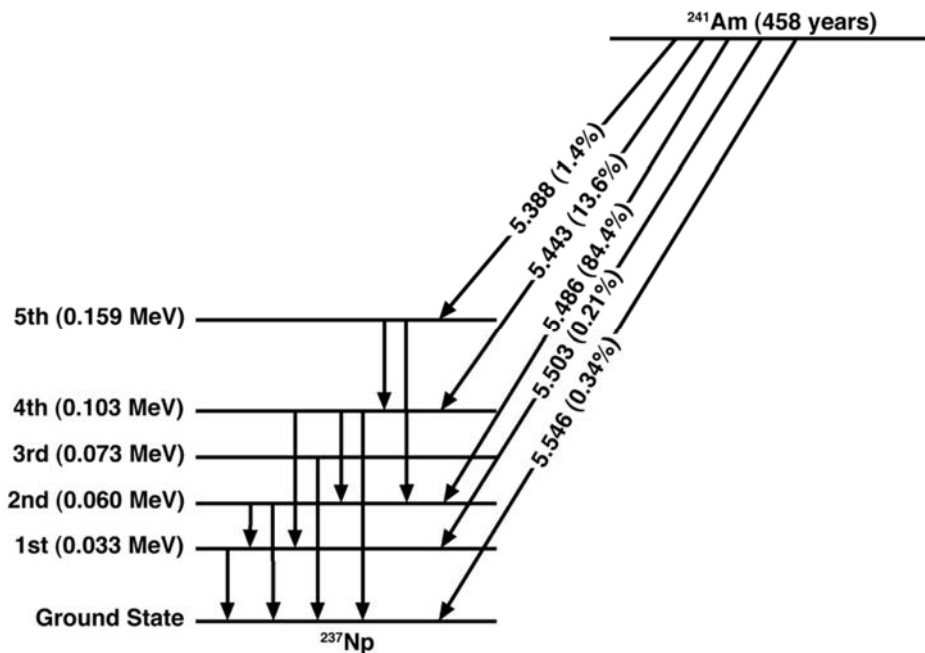 ²⁴¹Am (458 years)
5.388 (1.4%)
5.443 (13.6%)
5.486 (84.4%)
5.503 (0.21%)
5.546 (0.34%)
5th (0.159 MeV)
4th (0.103 MeV)
3rd (0.073 MeV)
2nd (0.060 MeV)
1st (0.033 MeV)
Ground State
²³⁷Np